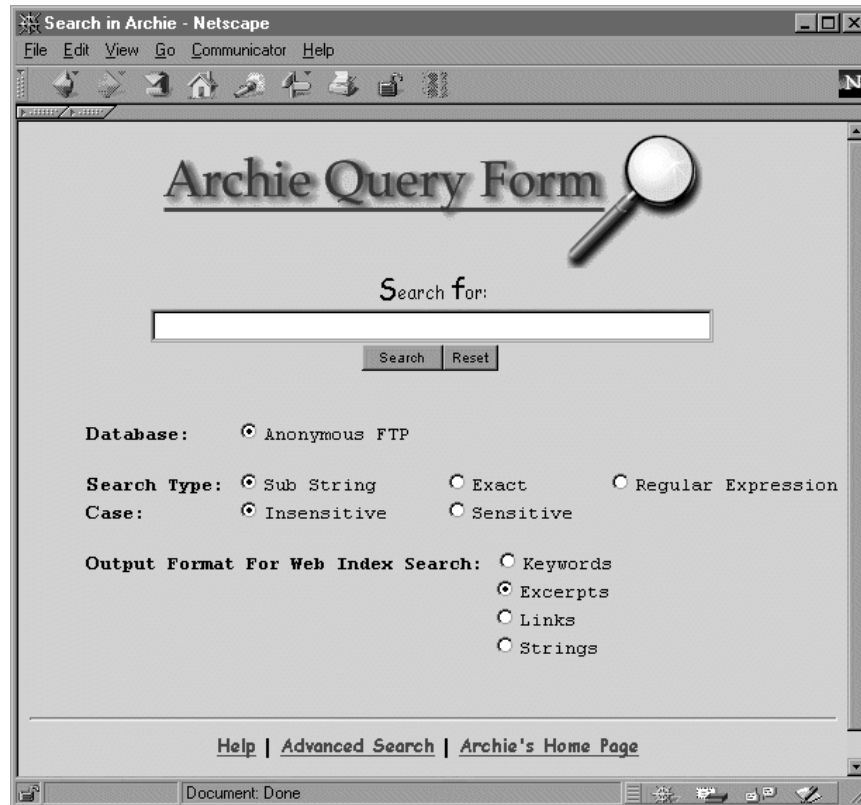 Search in Archie - Netscape
File Edit View Go Communicator Help
N
Archie Query Form
Search for:
Search Reset
Database: Anonymous FTP
Search Type: Sub String Exact Regular Expression
Case: Insensitive Sensitive
Output Format For Web Index Search: Keywords
Excerpts
Links
Strings
Help | Advanced Search | Archie's Home Page
Document: Done